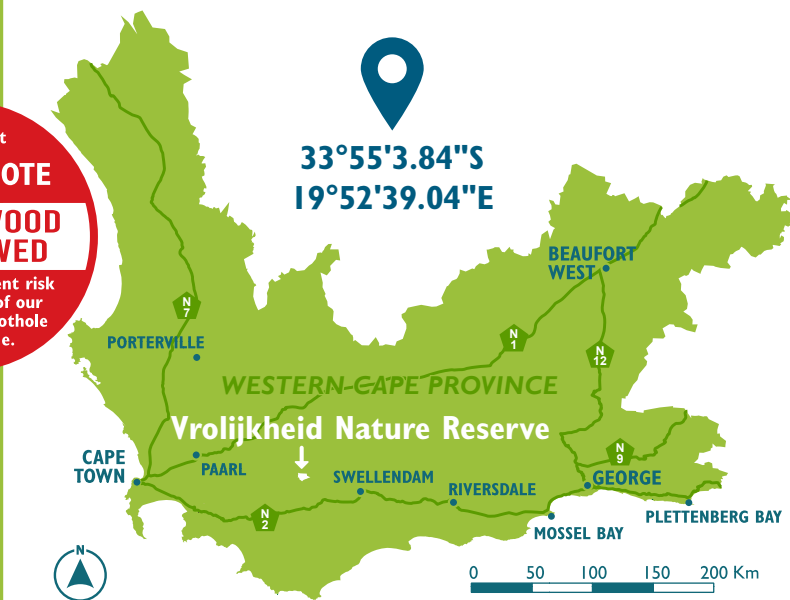 33°55'3.84"S
19°52'39.04"E
OTE
OOD
WED
ent risk
of our
othole
e.
BEAUFORT
WEST
N
7
N
1
N
12
PORTERVILLE
WESTERN CAPE PROVINCE
Vrolijkheid Nature Reserve
CAPE
TOWN
PAARL
N
9
SWELLENDAM
GEORGE
RIVERSDALE
N
2
PLETTENBERG BAY
MOSSEL BAY
N
0 50 100 150 200 Km